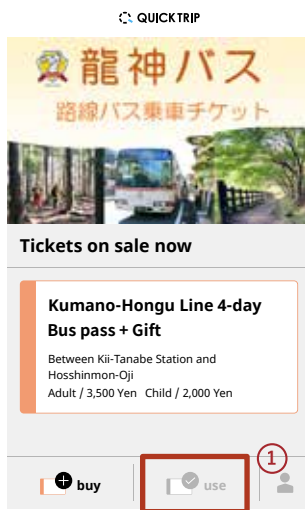 QUICK TRIP
龍神バス
路線バス乗車チケット
Tickets on sale now
Kumano-Hongu Line 4-day
Bus pass + Gift
Between Kii-Tanabe Station and
Hosshinmon-Oji
Adult / 3,500 Yen Child / 2,000 Yen
1
buy
use